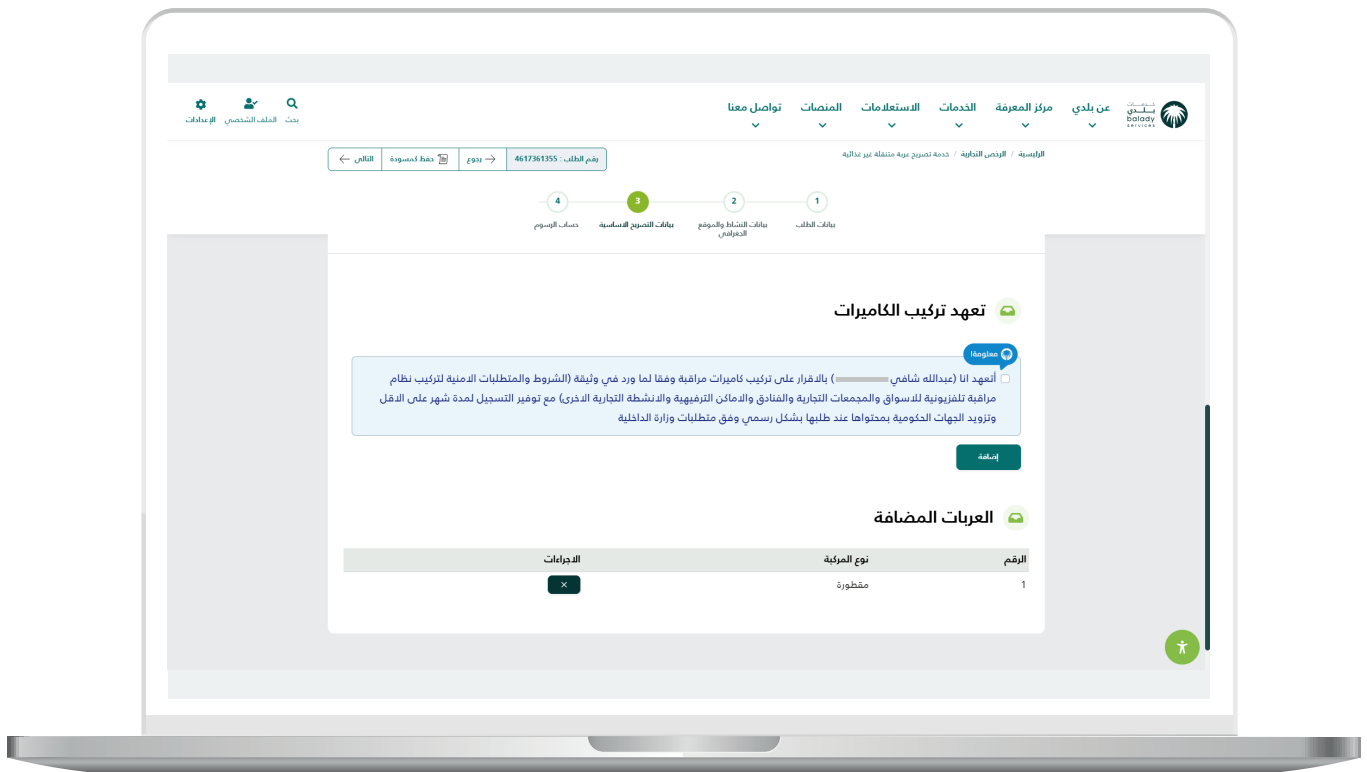 خدمات
بلدي
balady
services
عن بلدي
مركز المعرفة
الخدمات
الاستعلامات
المنصات
تواصل معنا
بحث
الملف الشخصي
الإعدادات
الرئيسية / الرخص التجارية / خدمة تصريح عربة متنقلة غير غذائية
رقم الطلب : 4617361355
رجوع
حفظ كمسودة
التالي
1
بيانات الطلب
2
بيانات النشاط والموقع
الجغرافي
3
بيانات التصريح الاساسية
4
حساب الرسوم
تعهد تركيب الكاميرات
معلومة!
أتعهد انا (عبدالله شافي ) بالاقرار على تركيب كاميرات مراقبة وفقا لما ورد في وثيقة (الشروط والمتطلبات الامنية لتركيب نظام
مراقبة تلفزيونية للاسواق والمجمعات التجارية والفنادق والاماكن الترفيهية والانشطة التجارية الاخرى) مع توفير التسجيل لمدة شهر على الاقل
وتزويد الجهات الحكومية بمحتواها عند طلبها بشكل رسمي وفق متطلبات وزارة الداخلية
إضافة
العربات المضافة
الرقم نوع المركبة الاجراءات
1 مقطورة ×